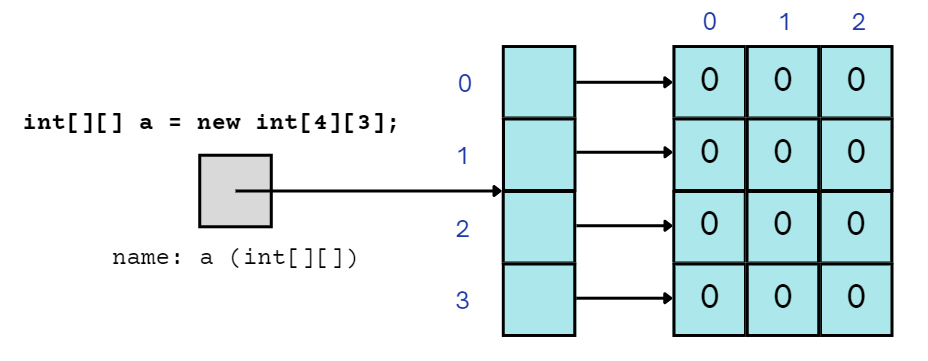 0 1 2
0 0 0 0
int[][] a = new int[4][3];
1 0 0 0
2 0 0 0
name: a (int[][])
3 0 0 0